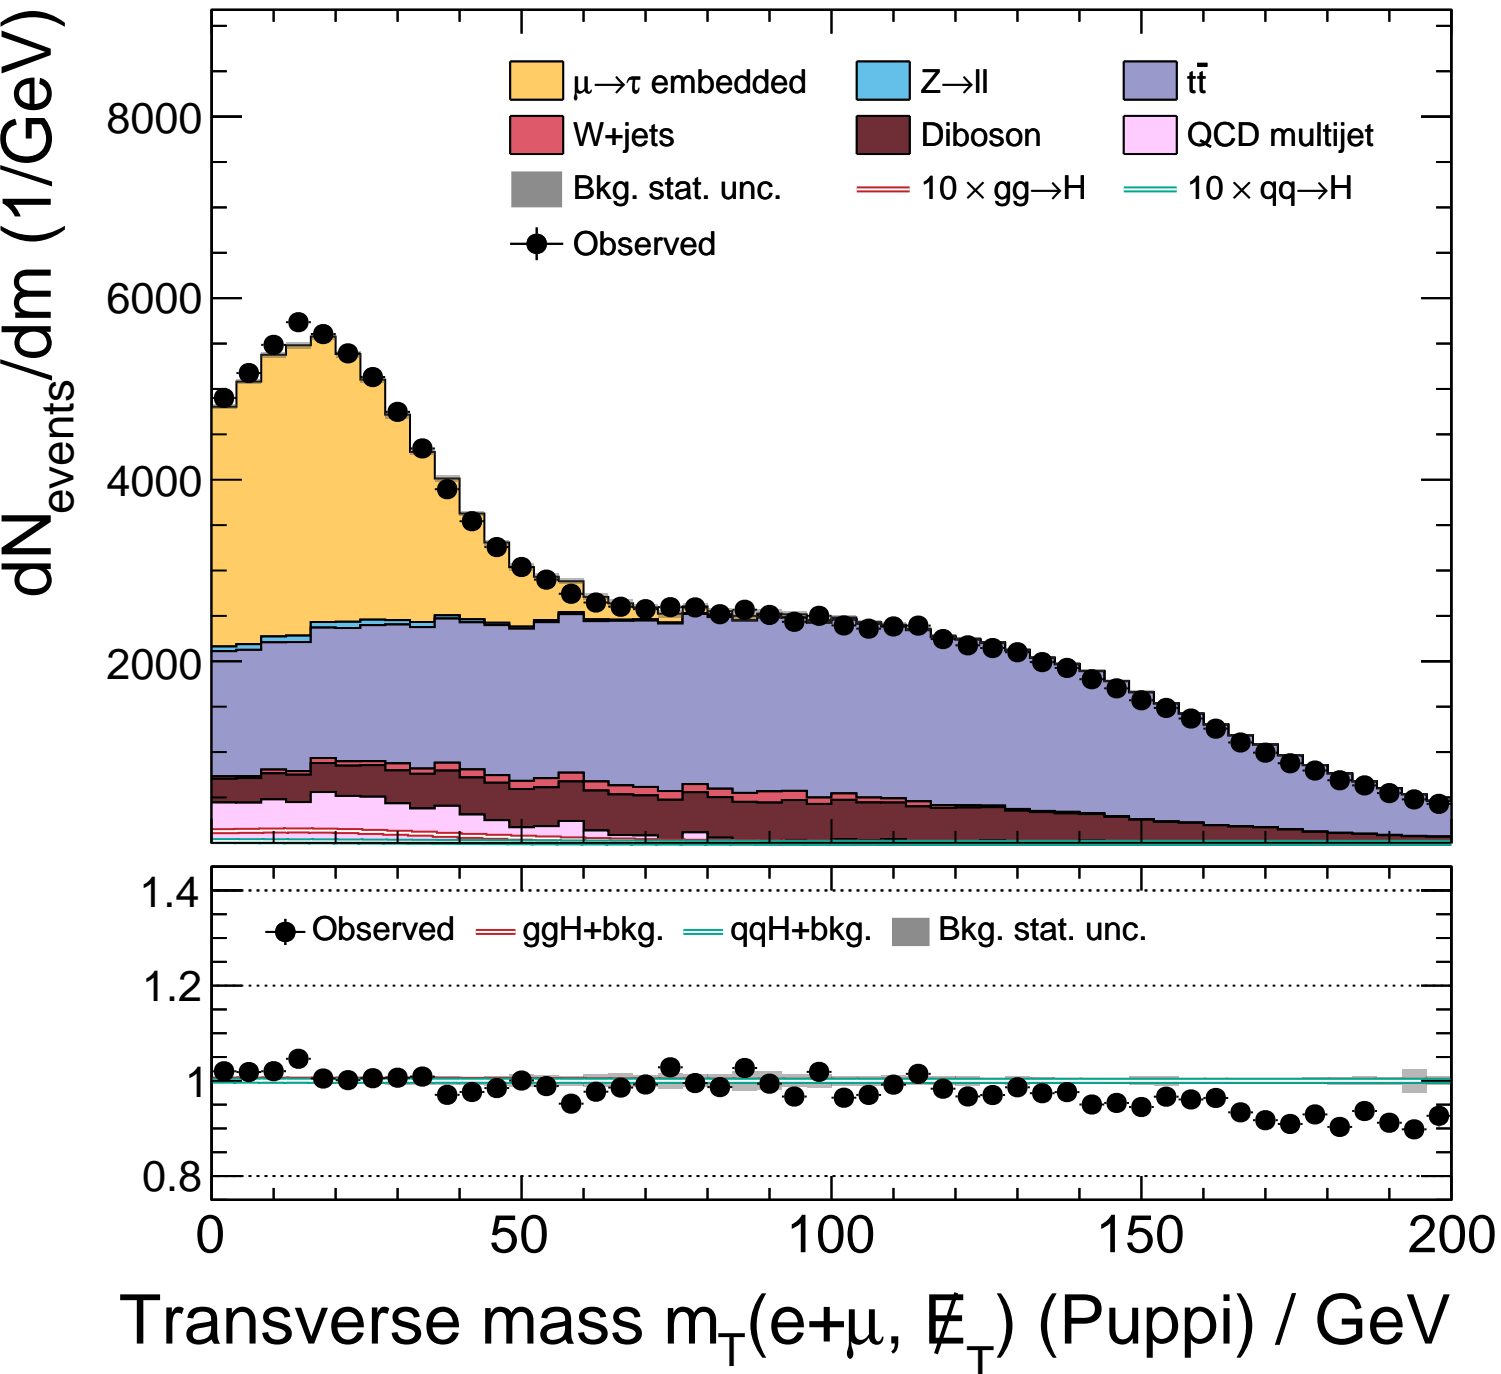 dN_events/dm (1/GeV)
8000
6000
4000
2000
μ→τ embedded Z→ll tt̄
W+jets Diboson QCD multijet
Bkg. stat. unc. 10 × gg→H 10 × qq→H
Observed
1.4
1.2
1
0.8
Observed ggH+bkg. qqH+bkg. Bkg. stat. unc.
0 50 100 150 200
Transverse mass m_T(e+μ, E̸_T) (Puppi) / GeV